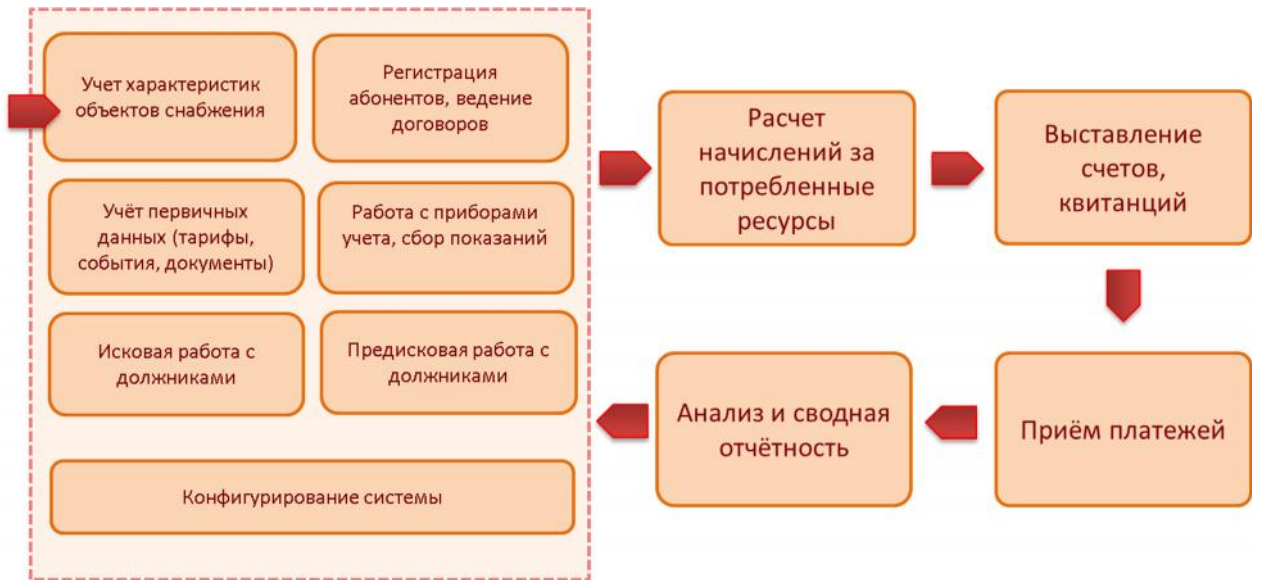 Учет характеристик
объектов снабжения
Регистрация
абонентов, ведение
договоров
Учёт первичных
данных (тарифы,
события, документы)
Работа с приборами
учета, сбор показаний
Исковая работа с
должниками
Предисковая работа с
должниками
Конфигурирование системы
Расчет
начислений за
потребленные
ресурсы
Выставление
счетов,
квитанций
Приём платежей
Анализ и сводная
отчётность